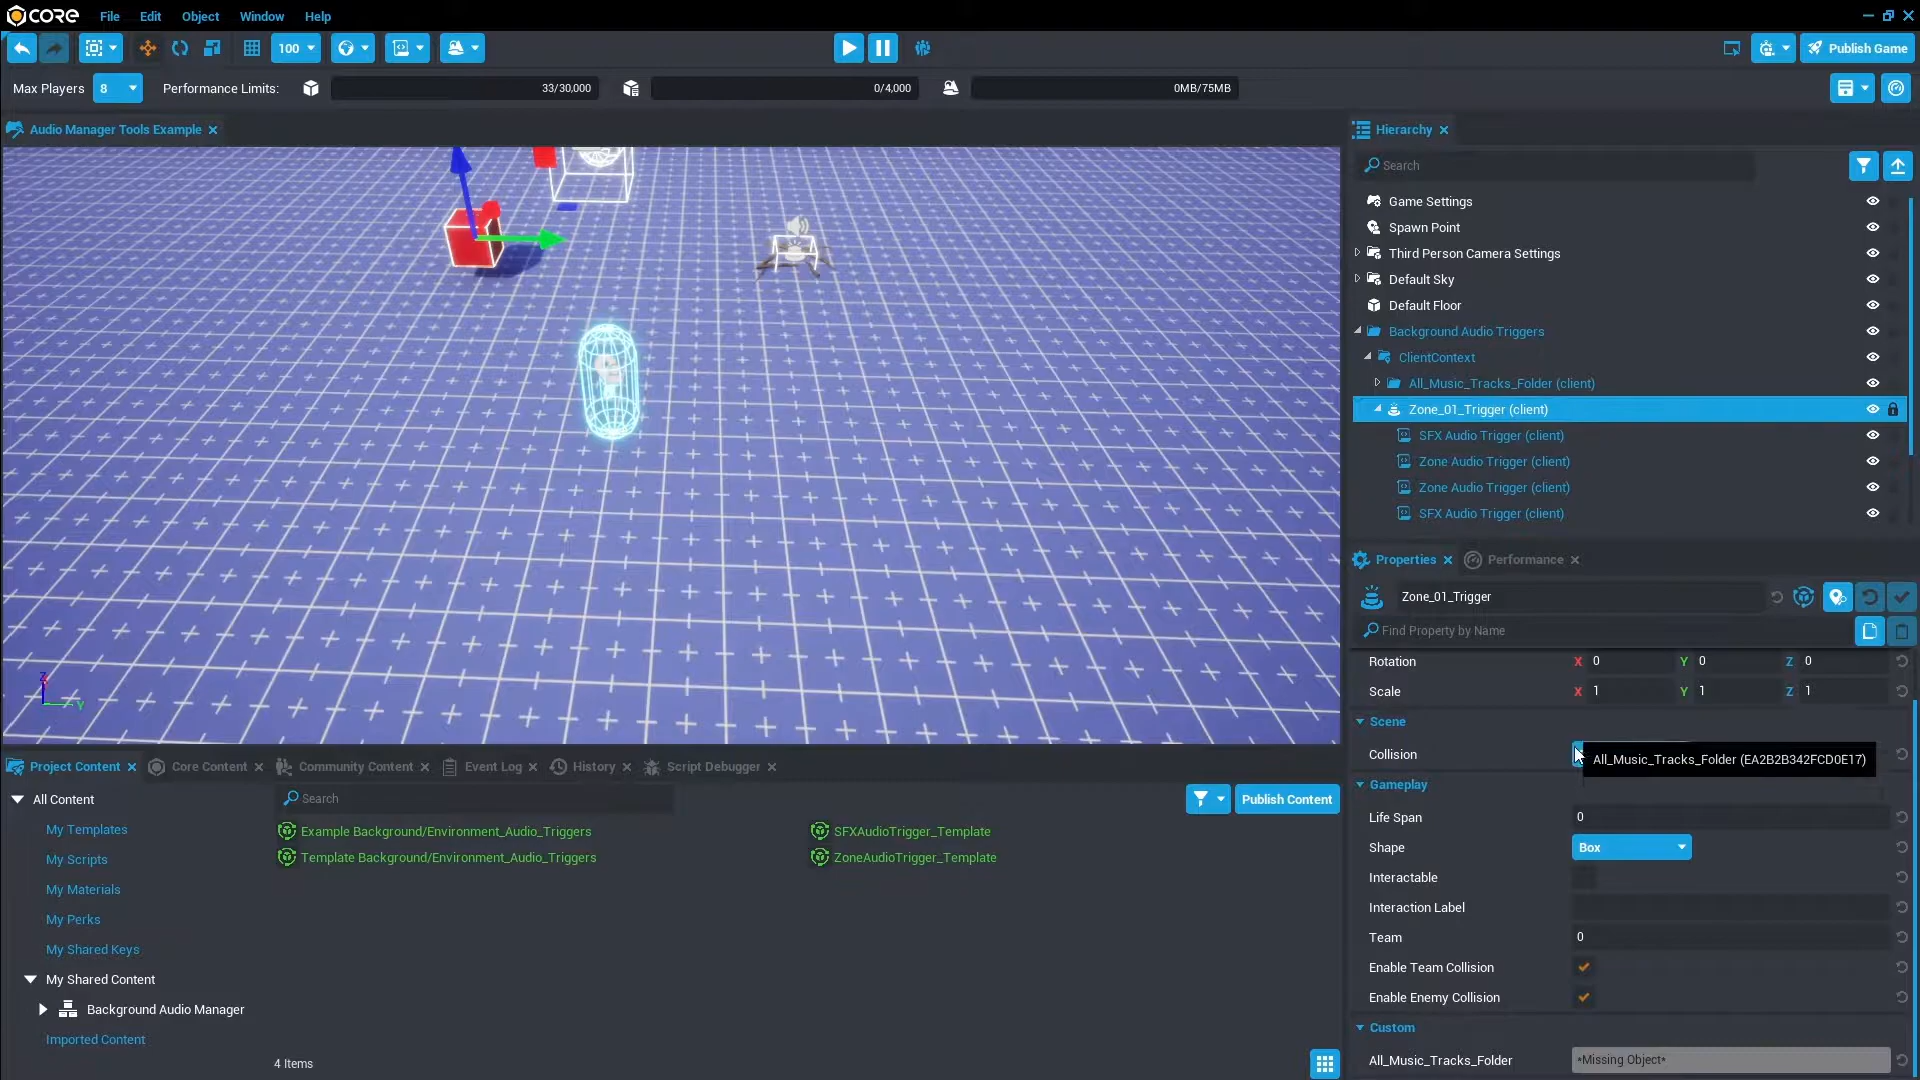 CORE File Edit Object Window Help
100 Publish Game
Max Players 8 Performance Limits: 33/30,000 0/4,000 0MB/75MB
Audio Manager Tools Example
Z
Y
Hierarchy
Search
Game Settings
Spawn Point
Third Person Camera Settings
Default Sky
Default Floor
Background Audio Triggers
ClientContext
All_Music_Tracks_Folder (client)
Zone_01_Trigger (client)
SFX Audio Trigger (client)
Zone Audio Trigger (client)
Zone Audio Trigger (client)
SFX Audio Trigger (client)
Properties Performance
Zone_01_Trigger
Find Property by Name
Rotation X 0 Y 0 Z 0
Scale X 1 Y 1 Z 1
Scene
Collision
All_Music_Tracks_Folder (EA2B2B342FCD0E17)
Gameplay
Life Span 0
Shape Box
Interactable
Interaction Label
Team 0
Enable Team Collision
Enable Enemy Collision
Custom
All_Music_Tracks_Folder *Missing Object*
Project Content Core Content Community Content Event Log History Script Debugger
All Content
My Templates
My Scripts
My Materials
My Perks
My Shared Keys
My Shared Content
Background Audio Manager
Imported Content
Search
Publish Content
Example Background/Environment_Audio_Triggers SFXAudioTrigger_Template
Template Background/Environment_Audio_Triggers ZoneAudioTrigger_Template
4 Items